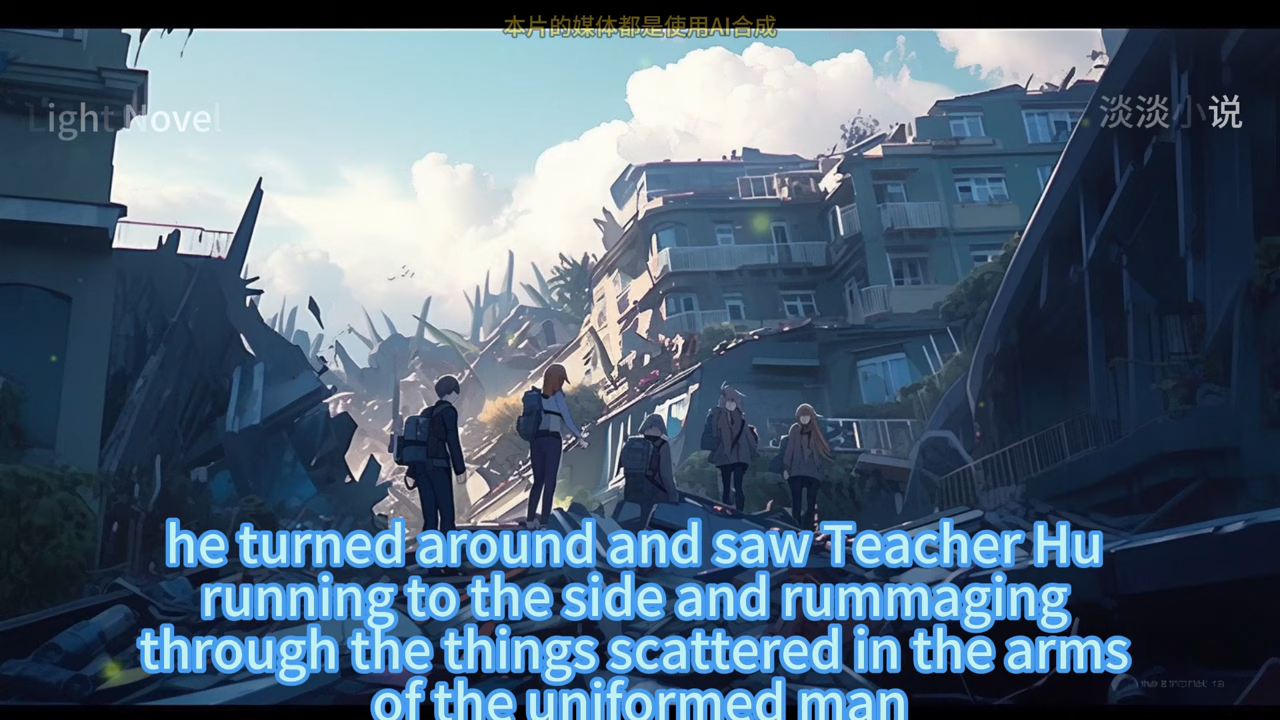 本片的媒体都是使用AI合成
Light Novel
淡淡小说
he turned around and saw Teacher Hu
running to the side and rummaging
through the things scattered in the arms
of the uniformed man